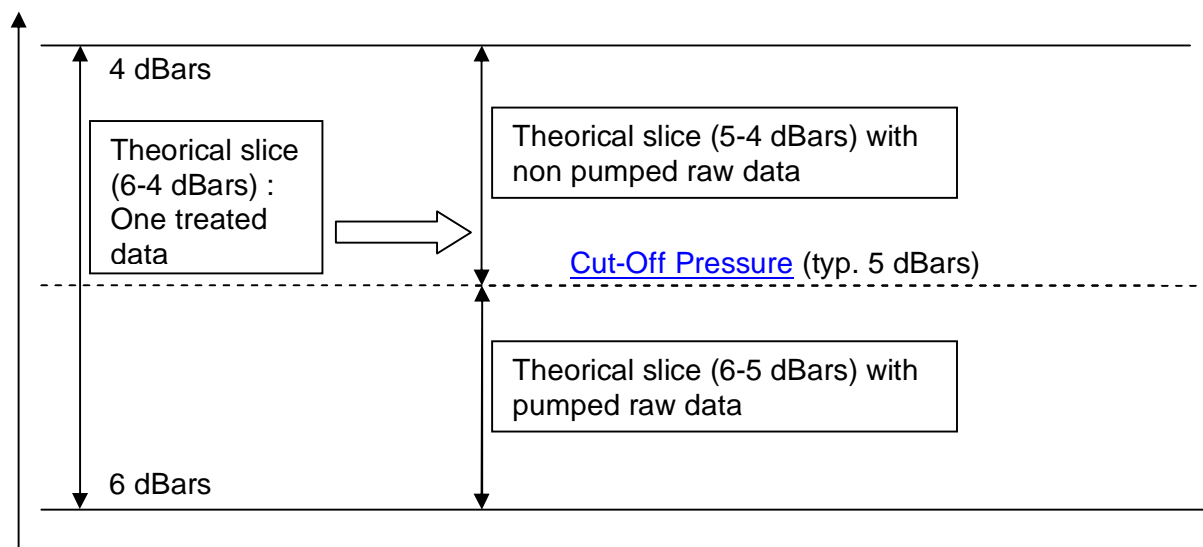 4 dBars
Theorical slice
(6-4 dBars) :
One treated
data
Theorical slice (5-4 dBars) with
non pumped raw data
Cut-Off Pressure (typ. 5 dBars)
Theorical slice (6-5 dBars) with
pumped raw data
6 dBars